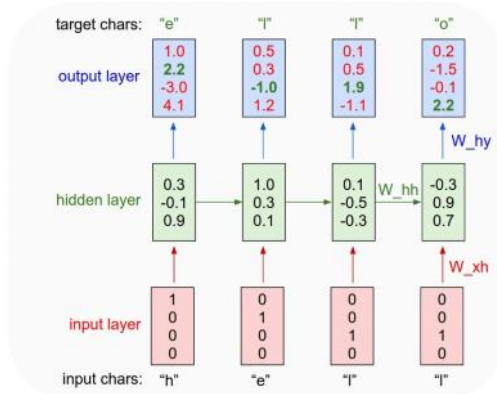 target chars: “e” “l” “l” “o”
1.0 0.5 0.1 0.2
output layer 2.2 0.3 0.5 -1.5
-3.0 -1.0 1.9 -0.1
4.1 1.2 -1.1 2.2
W_hy
0.3 1.0 0.1 W_hh -0.3
hidden layer -0.1 0.3 -0.5 0.9
0.9 0.1 -0.3 0.7
W_xh
1 0 0 0
input layer 0 1 0 0
0 0 1 1
0 0 0 0
input chars: “h” “e” “l” “l”